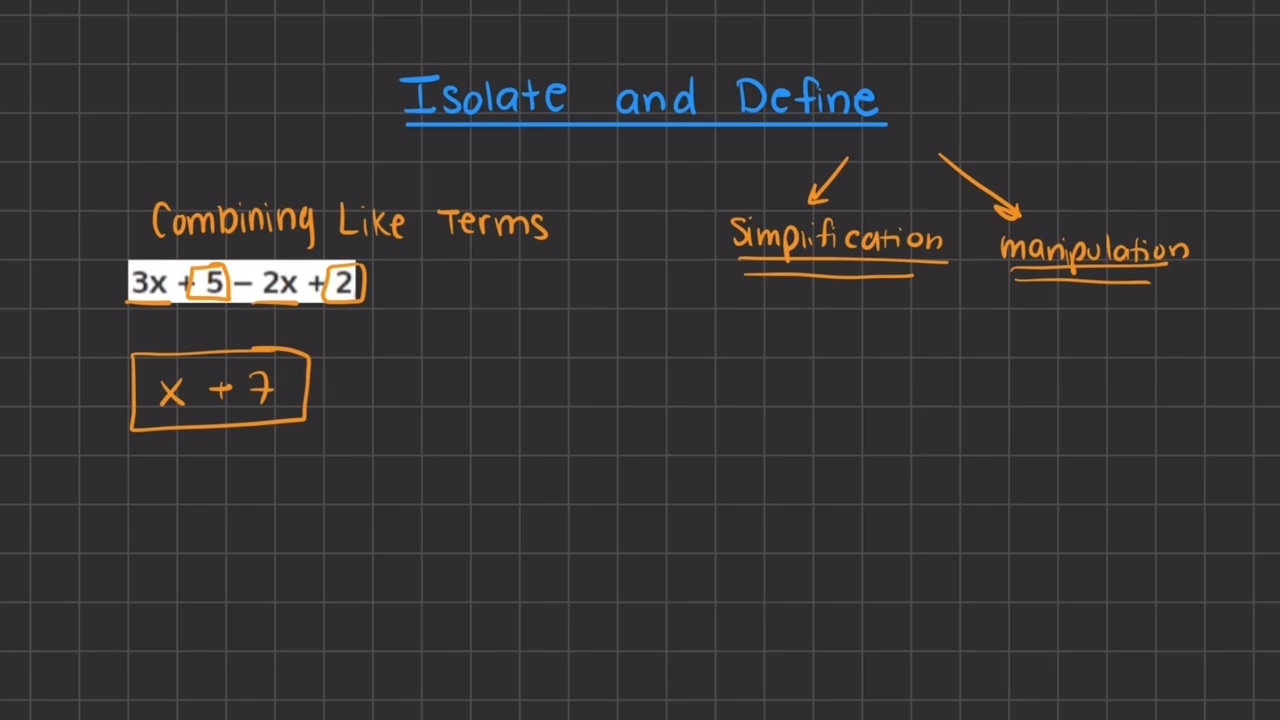 Isolate and Define
Combining Like Terms
Simplification
manipulation
3x + 5 − 2x + 2
x + 7